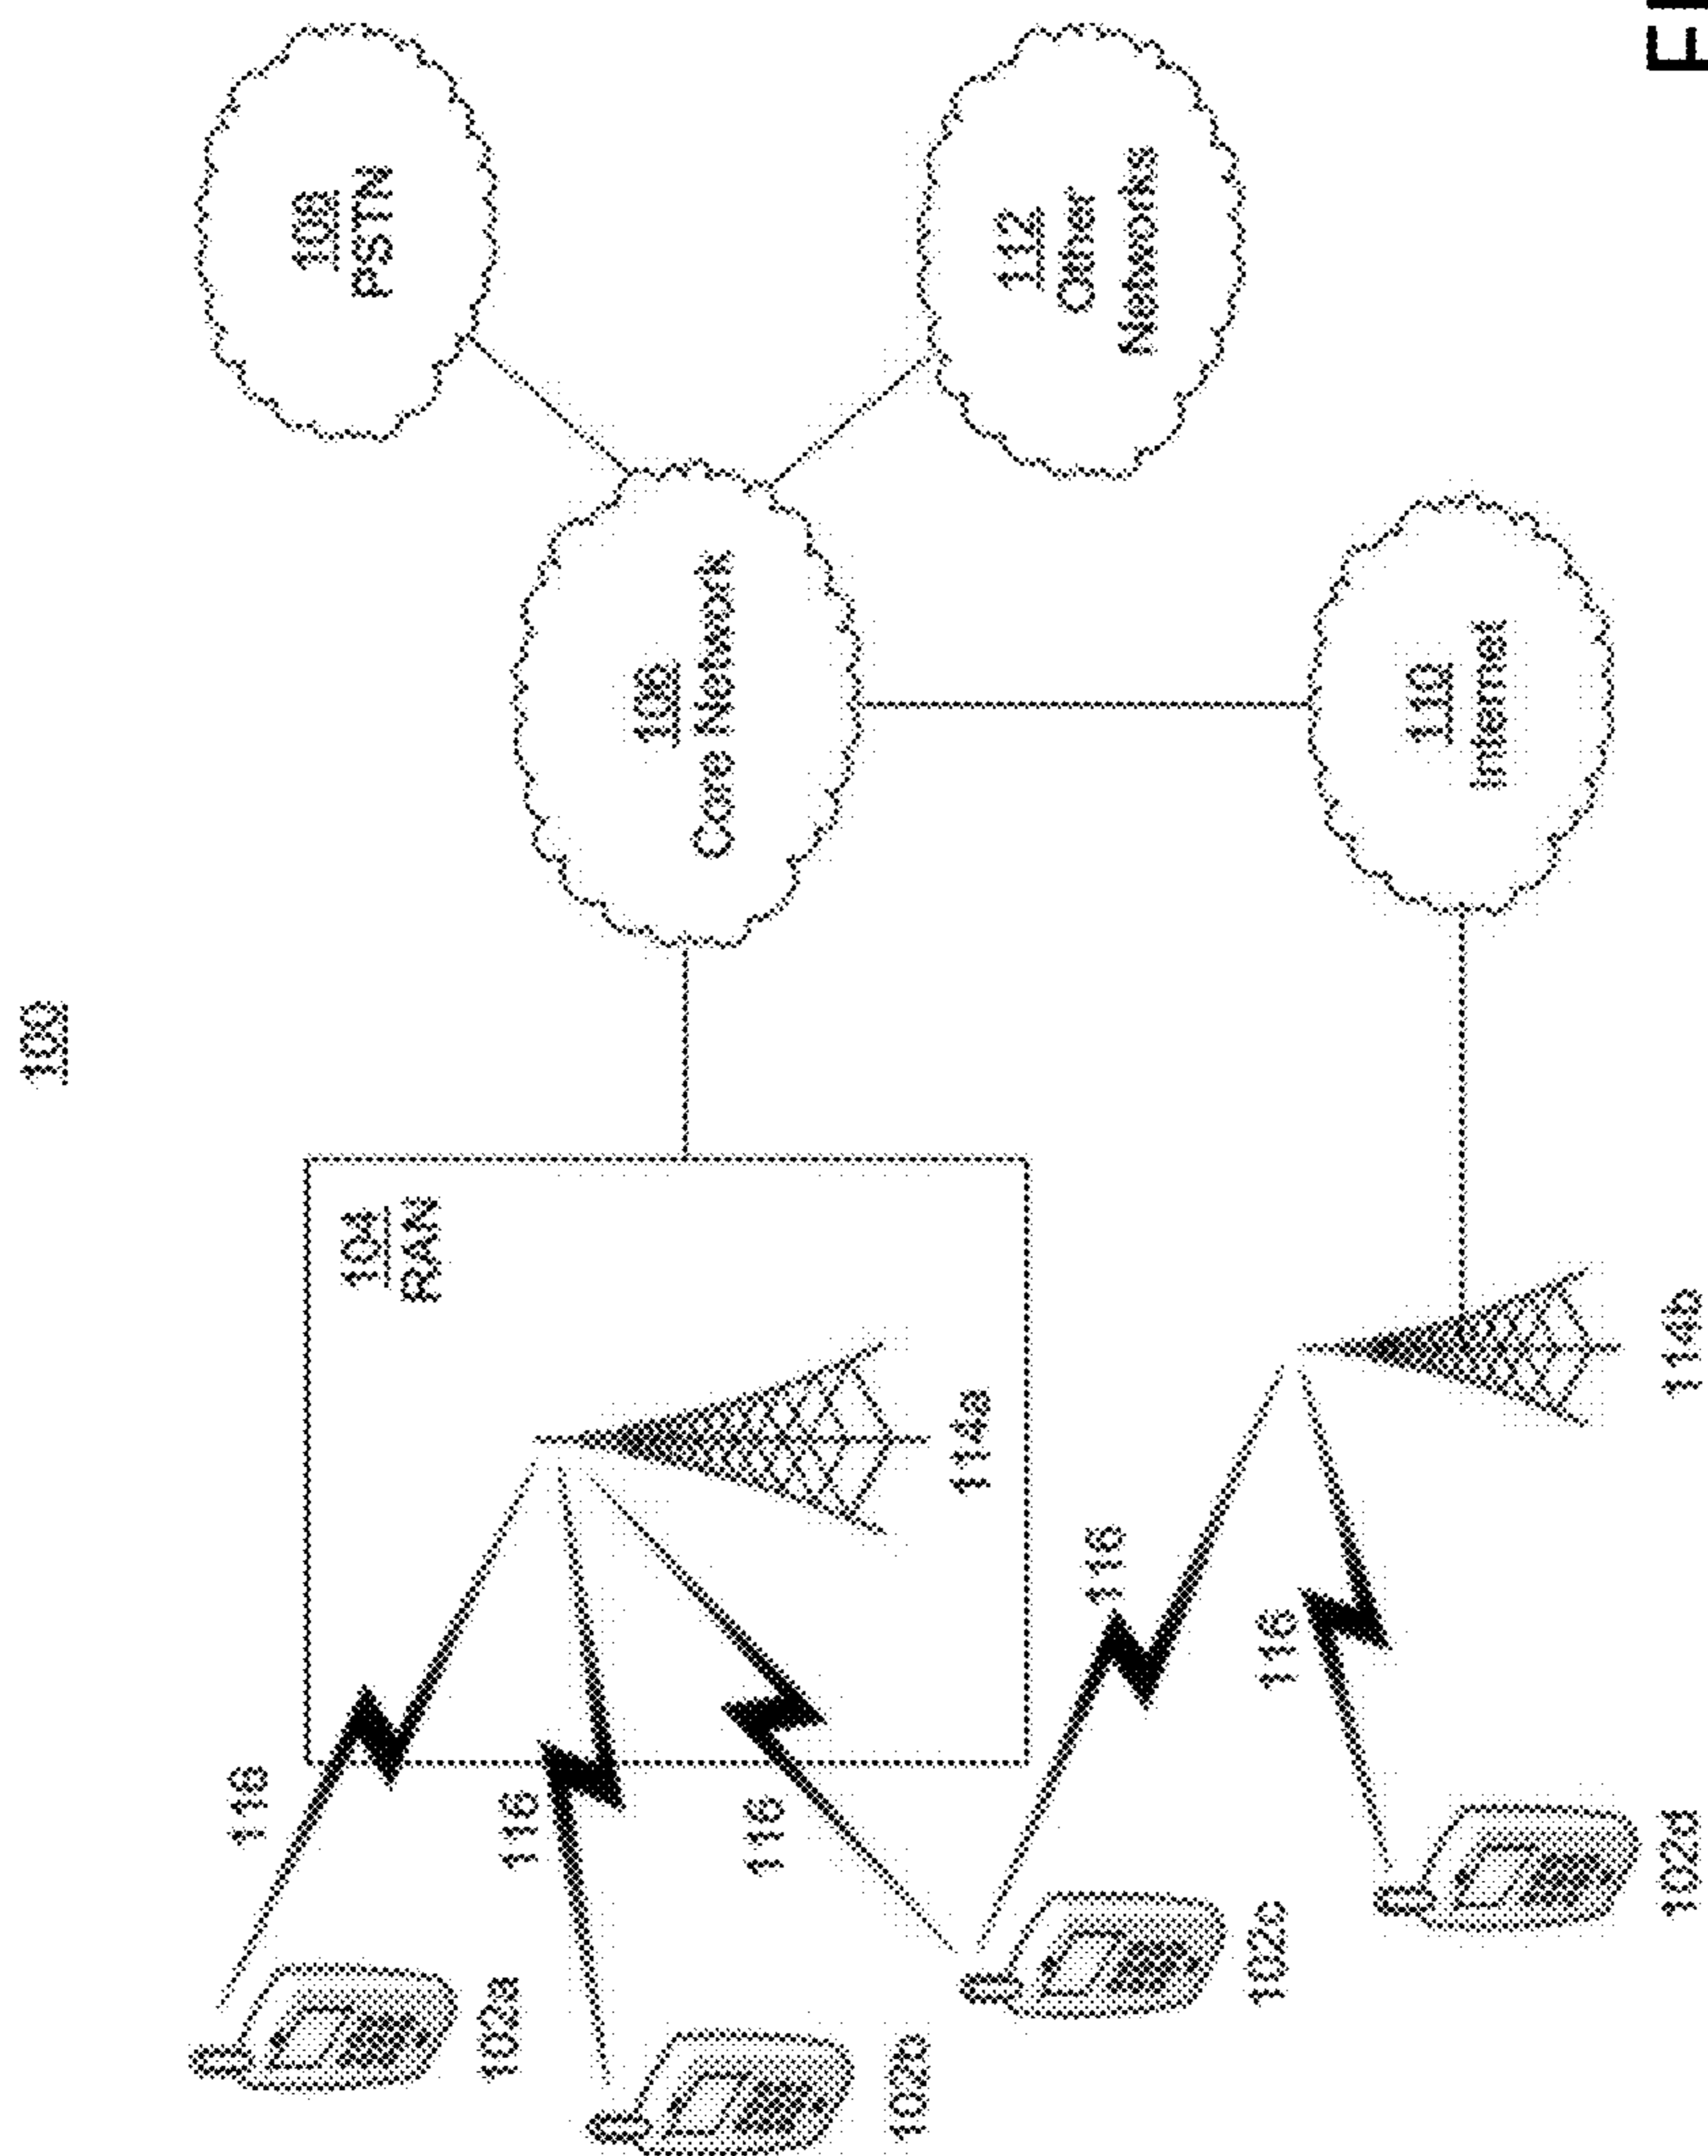 100
108
PSTN
106
Core Network
112
Other
Networks
110
Internet
104
RAN
114a
114b
116
116
116
116
116
102a
102b
102c
102d